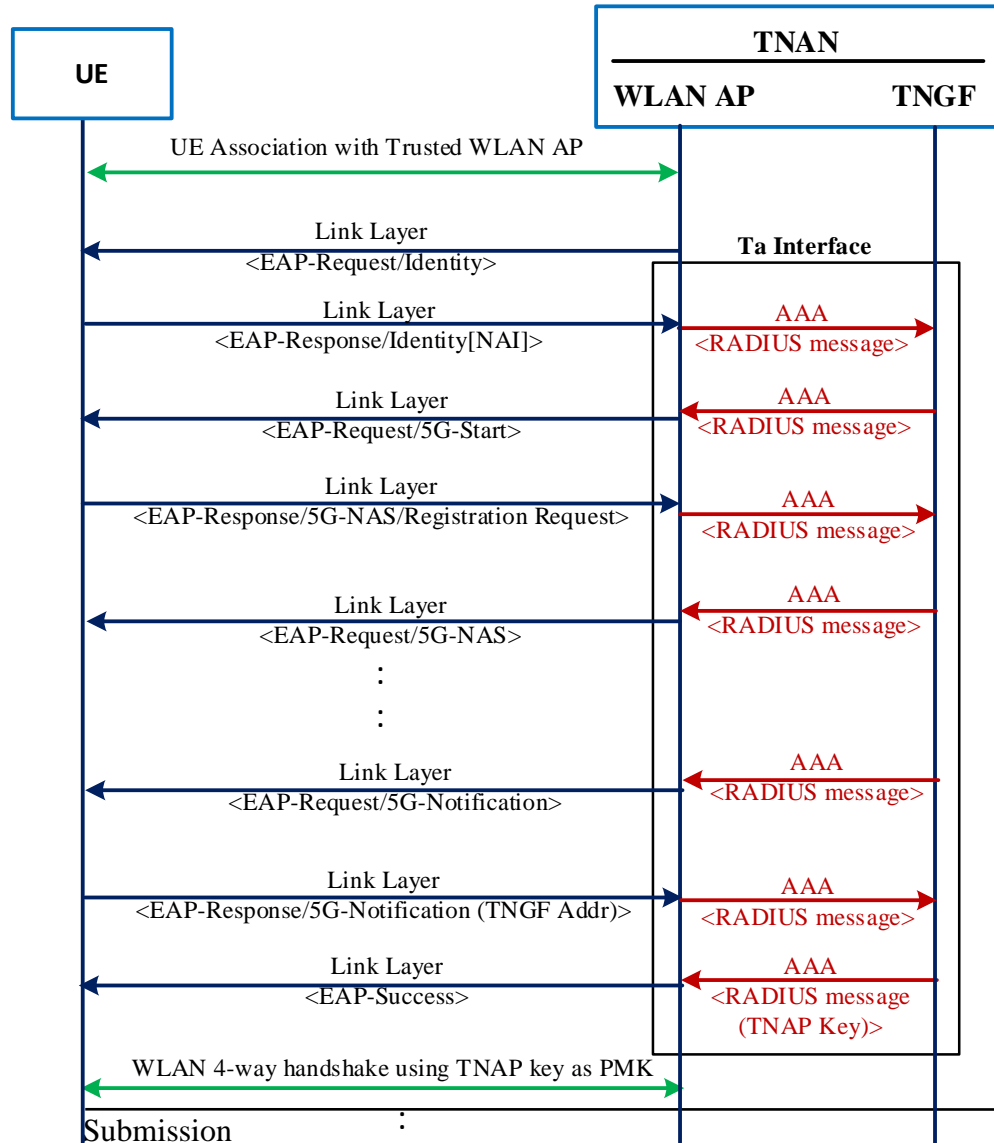 TNAN
UE
WLAN AP
TNGF
UE Association with Trusted WLAN AP
Link Layer
<EAP-Request/Identity>
Ta Interface
Link Layer
<EAP-Response/Identity[NAI]>
AAA
<RADIUS message>
Link Layer
<EAP-Request/5G-Start>
AAA
<RADIUS message>
Link Layer
<EAP-Response/5G-NAS/Registration Request>
AAA
<RADIUS message>
Link Layer
<EAP-Request/5G-NAS>
AAA
<RADIUS message>
:
:
Link Layer
<EAP-Request/5G-Notification>
AAA
<RADIUS message>
Link Layer
<EAP-Response/5G-Notification (TNGF Addr)>
AAA
<RADIUS message>
Link Layer
<EAP-Success>
AAA
<RADIUS message
(TNAP Key)>
WLAN 4-way handshake using TNAP key as PMK
:
Submission